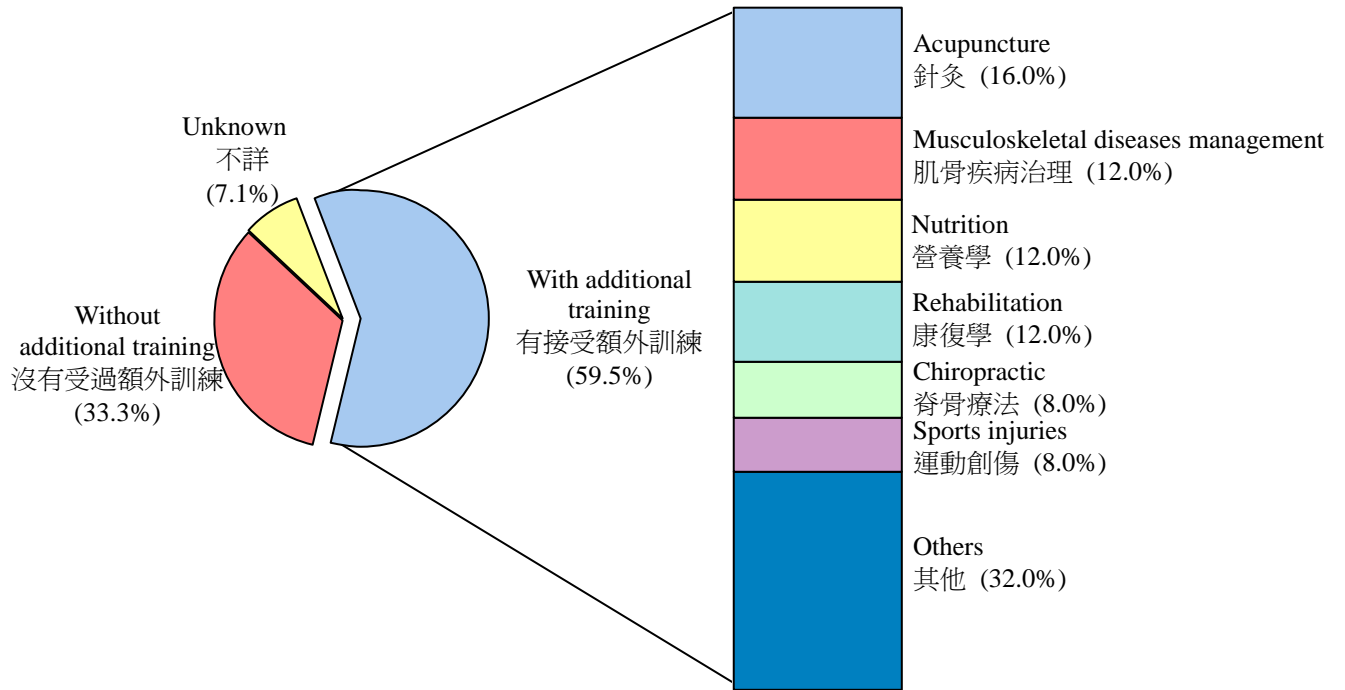 Unknown
不詳
(7.1%)
Without
additional training
沒有受過額外訓練
(33.3%)
With additional
training
有接受額外訓練
(59.5%)
Acupuncture
針灸 (16.0%)
Musculoskeletal diseases management
肌骨疾病治理 (12.0%)
Nutrition
營養學 (12.0%)
Rehabilitation
康復學 (12.0%)
Chiropractic
脊骨療法 (8.0%)
Sports injuries
運動創傷 (8.0%)
Others
其他 (32.0%)